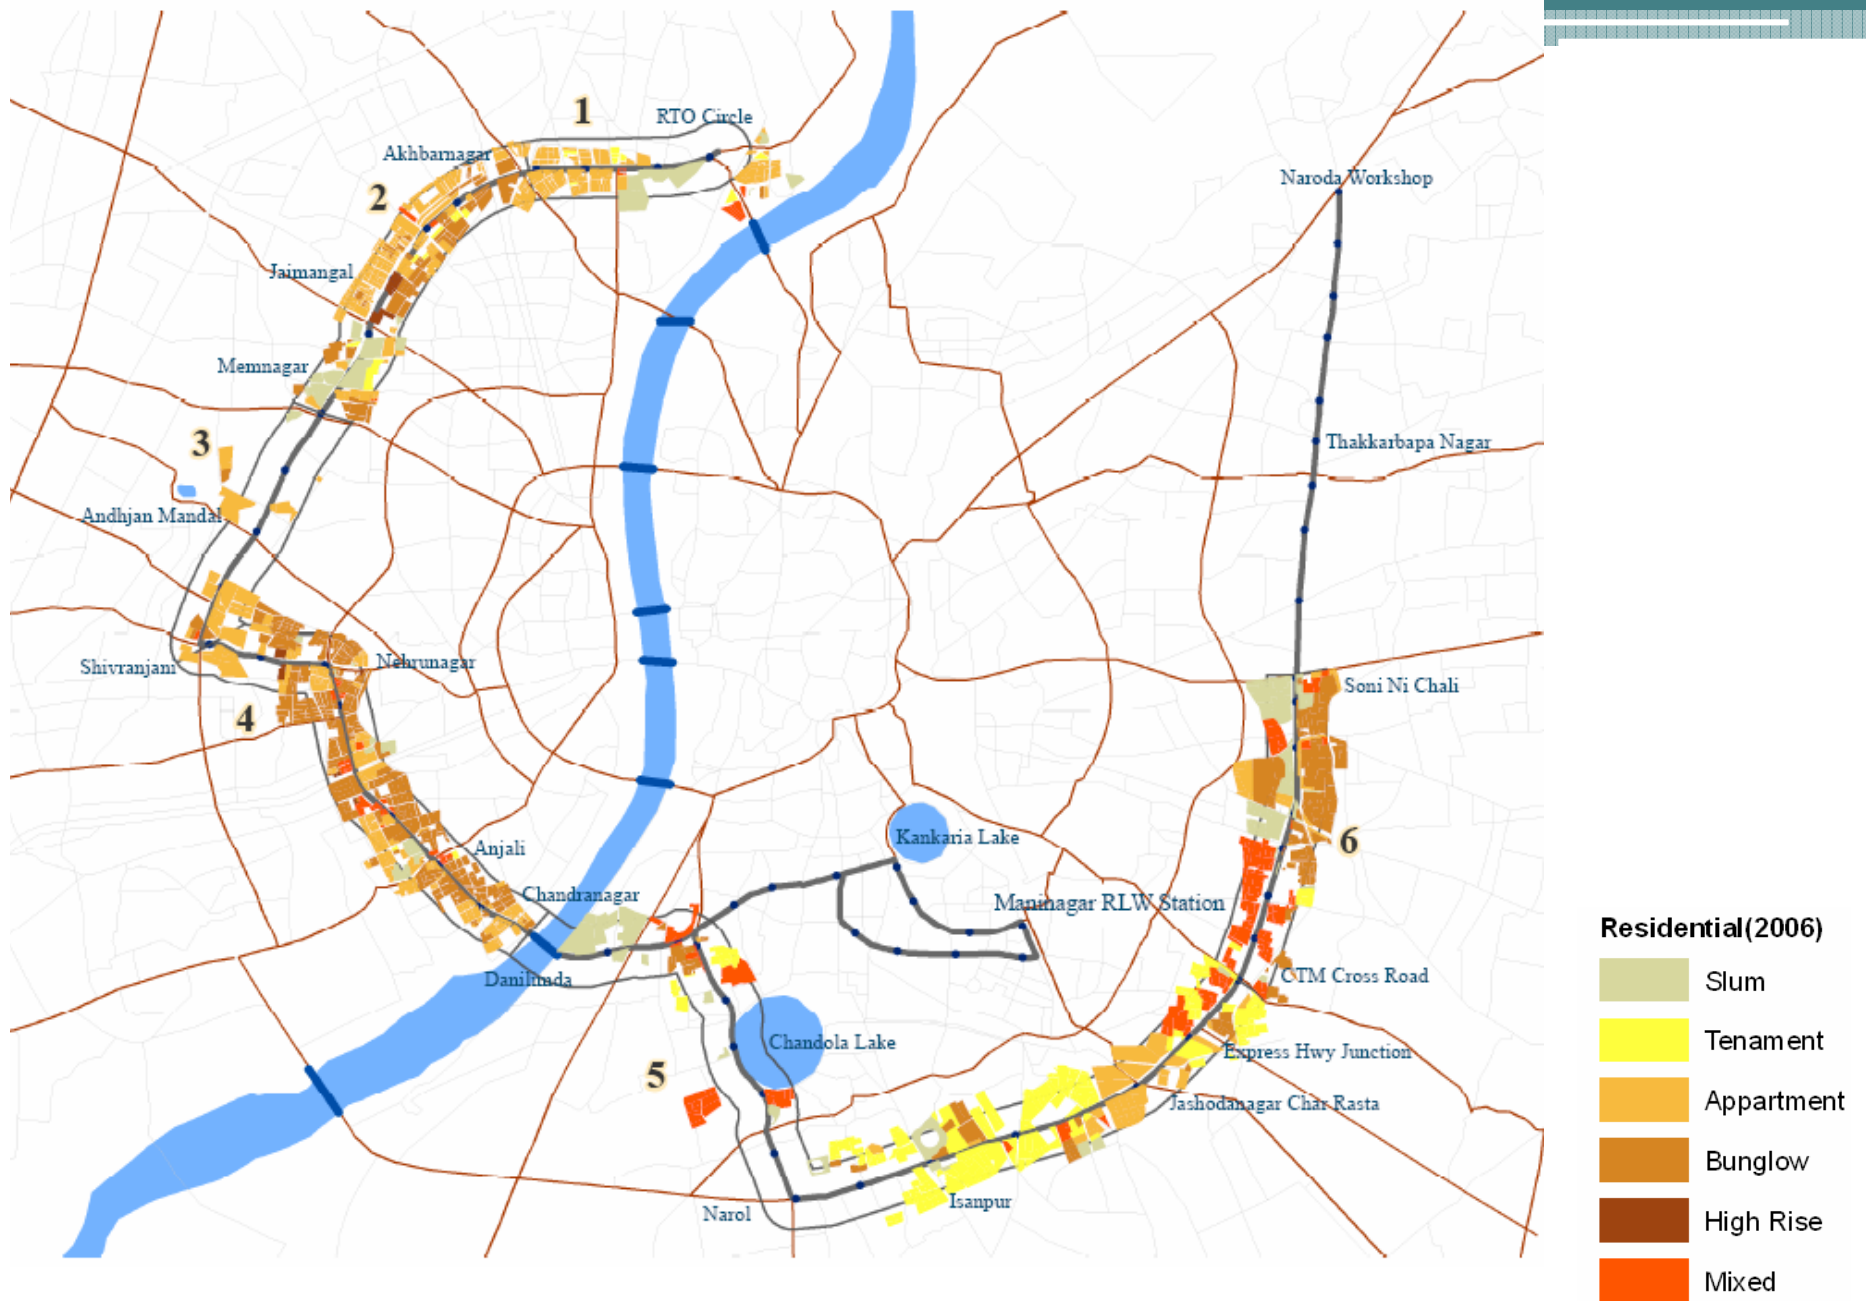 1
RTO Circle
Akhbarnagar
2
Naroda Workshop
Jaimangal
Memnagar
3
Thakkarbapa Nagar
Andhjan Mandal
Shivranjani
Nehrunagar
Soni Ni Chali
4
Kankaria Lake
6
Anjali
Chandranagar
Maninagar RLW Station
Danilimda
CTM Cross Road
Chandola Lake
Express Hwy Junction
5
Jashodanagar Char Rasta
Isanpur
Narol
Residential(2006)
Slum
Tenament
Appartment
Bunglow
High Rise
Mixed